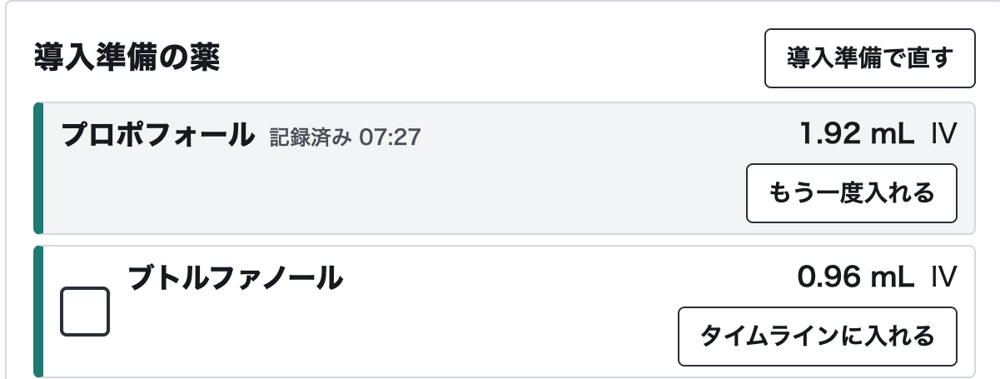 導入準備の薬
導入準備で直す
プロポフォール 記録済み 07:27
1.92 mL IV
もう一度入れる
ブトルファノール
0.96 mL IV
タイムラインに入れる